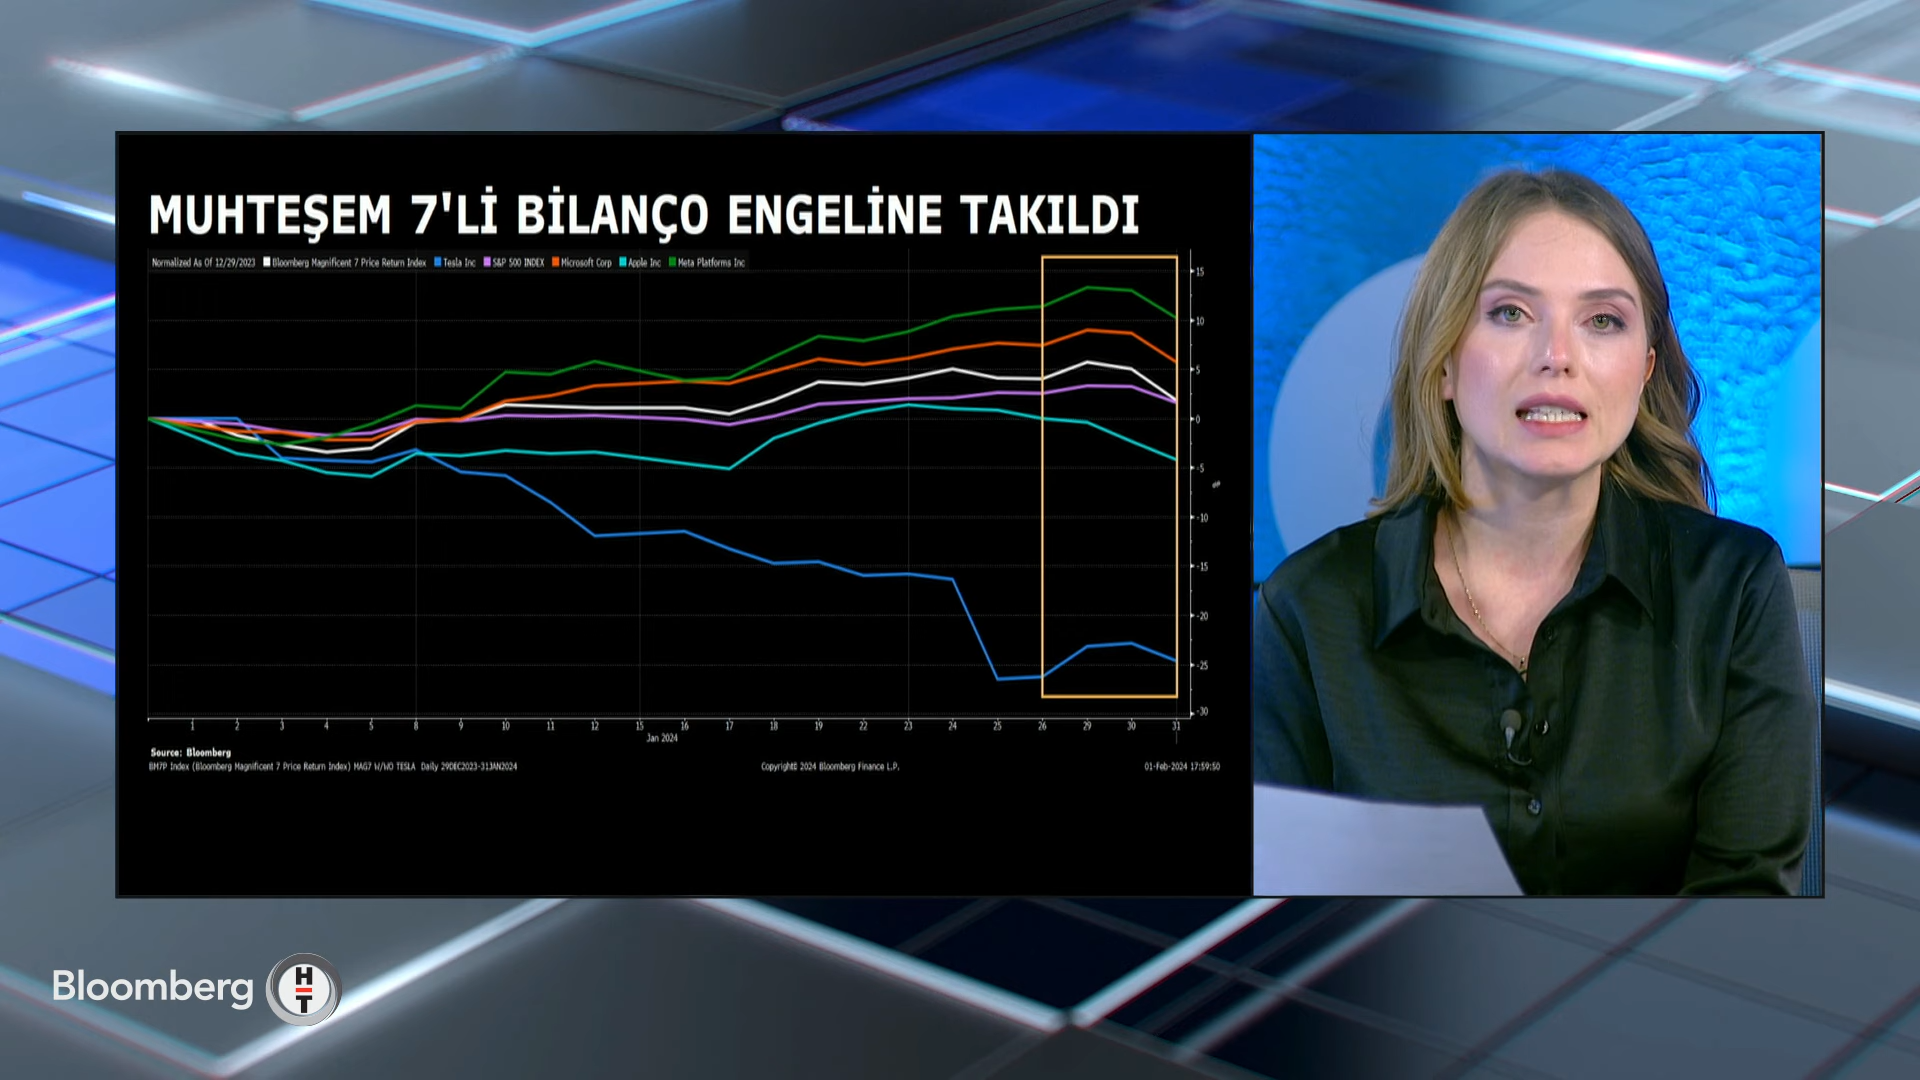 MUHTEŞEM 7'Lİ BİLANÇO ENGELİNE TAKILDI
Normalized As Of 12/29/2023 Bloomberg Magnificent 7 Price Return Index Tesla Inc S&P 500 INDEX Microsoft Corp Apple Inc Meta Platforms Inc
15
10
5
0
-5
%
-10
-15
-20
-25
-30
1 2 3 4 5 8 9 10 11 12 15 16 17 18 19 22 23 24 25 26 29 30 31
Jan 2024
Source: Bloomberg
BM7P Index (Bloomberg Magnificent 7 Price Return Index) MAG7 W/WO TESLA Daily 29DEC2023-31JAN2024 Copyright© 2024 Bloomberg Finance L.P. 01-Feb-2024 17:59:50
Bloomberg HT